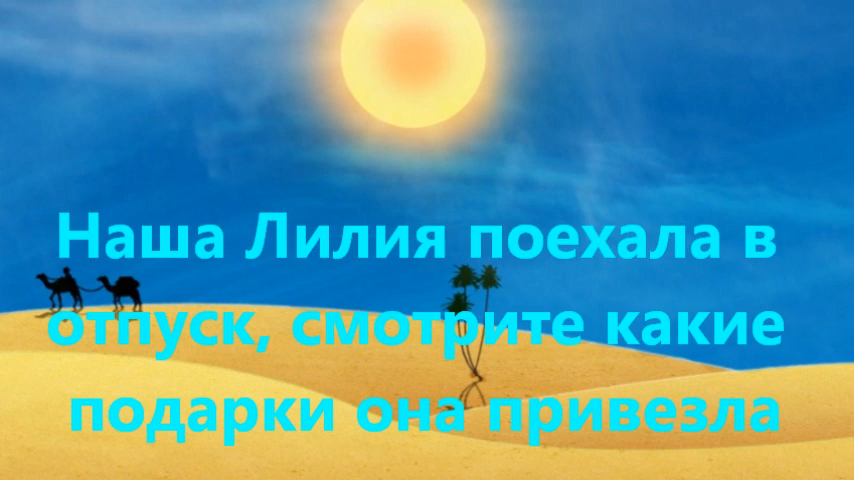 Наша Лилия поехала в
отпуск, смотрите какие
подарки она привезла